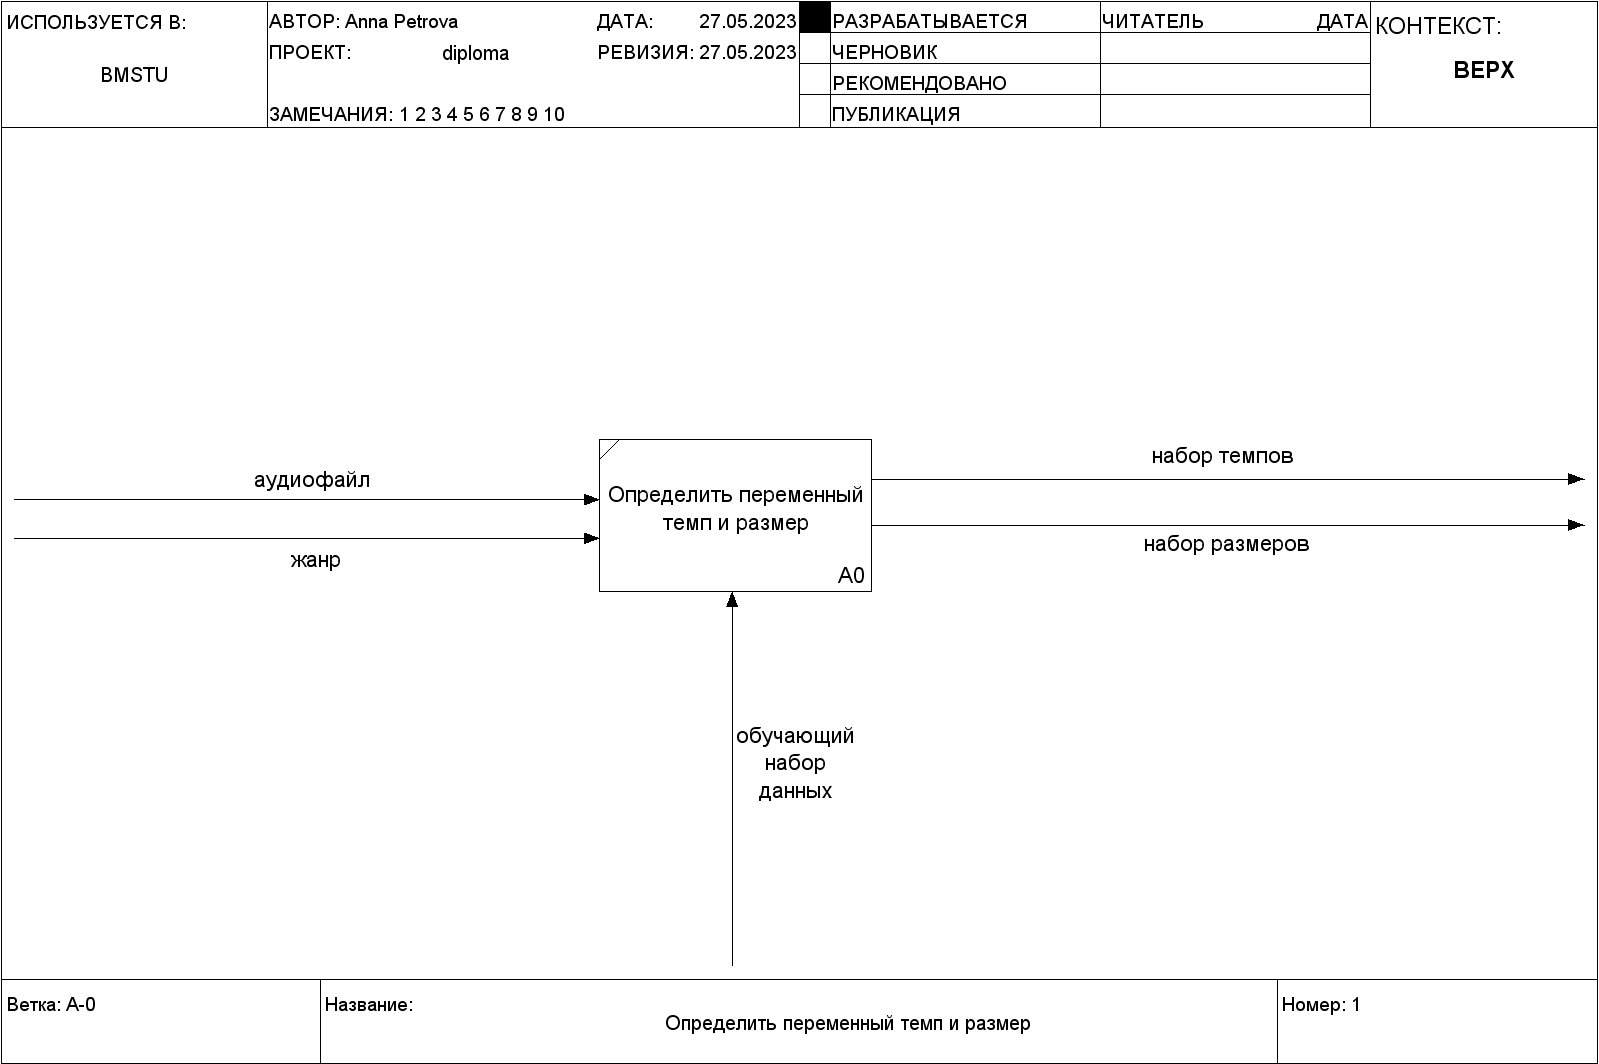 ИСПОЛЬЗУЕТСЯ В:
BMSTU
АВТОР: Anna Petrova
ДАТА: 27.05.2023
ПРОЕКТ: diploma
РЕВИЗИЯ: 27.05.2023
ЗАМЕЧАНИЯ: 1 2 3 4 5 6 7 8 9 10
РАЗРАБАТЫВАЕТСЯ
ЧЕРНОВИК
РЕКОМЕНДОВАНО
ПУБЛИКАЦИЯ
ЧИТАТЕЛЬ ДАТА
КОНТЕКСТ:
ВЕРХ
аудиофайл
жанр
Определить переменный
темп и размер
A0
набор темпов
набор размеров
обучающий
набор
данных
Ветка: A-0
Название:
Определить переменный темп и размер
Номер: 1